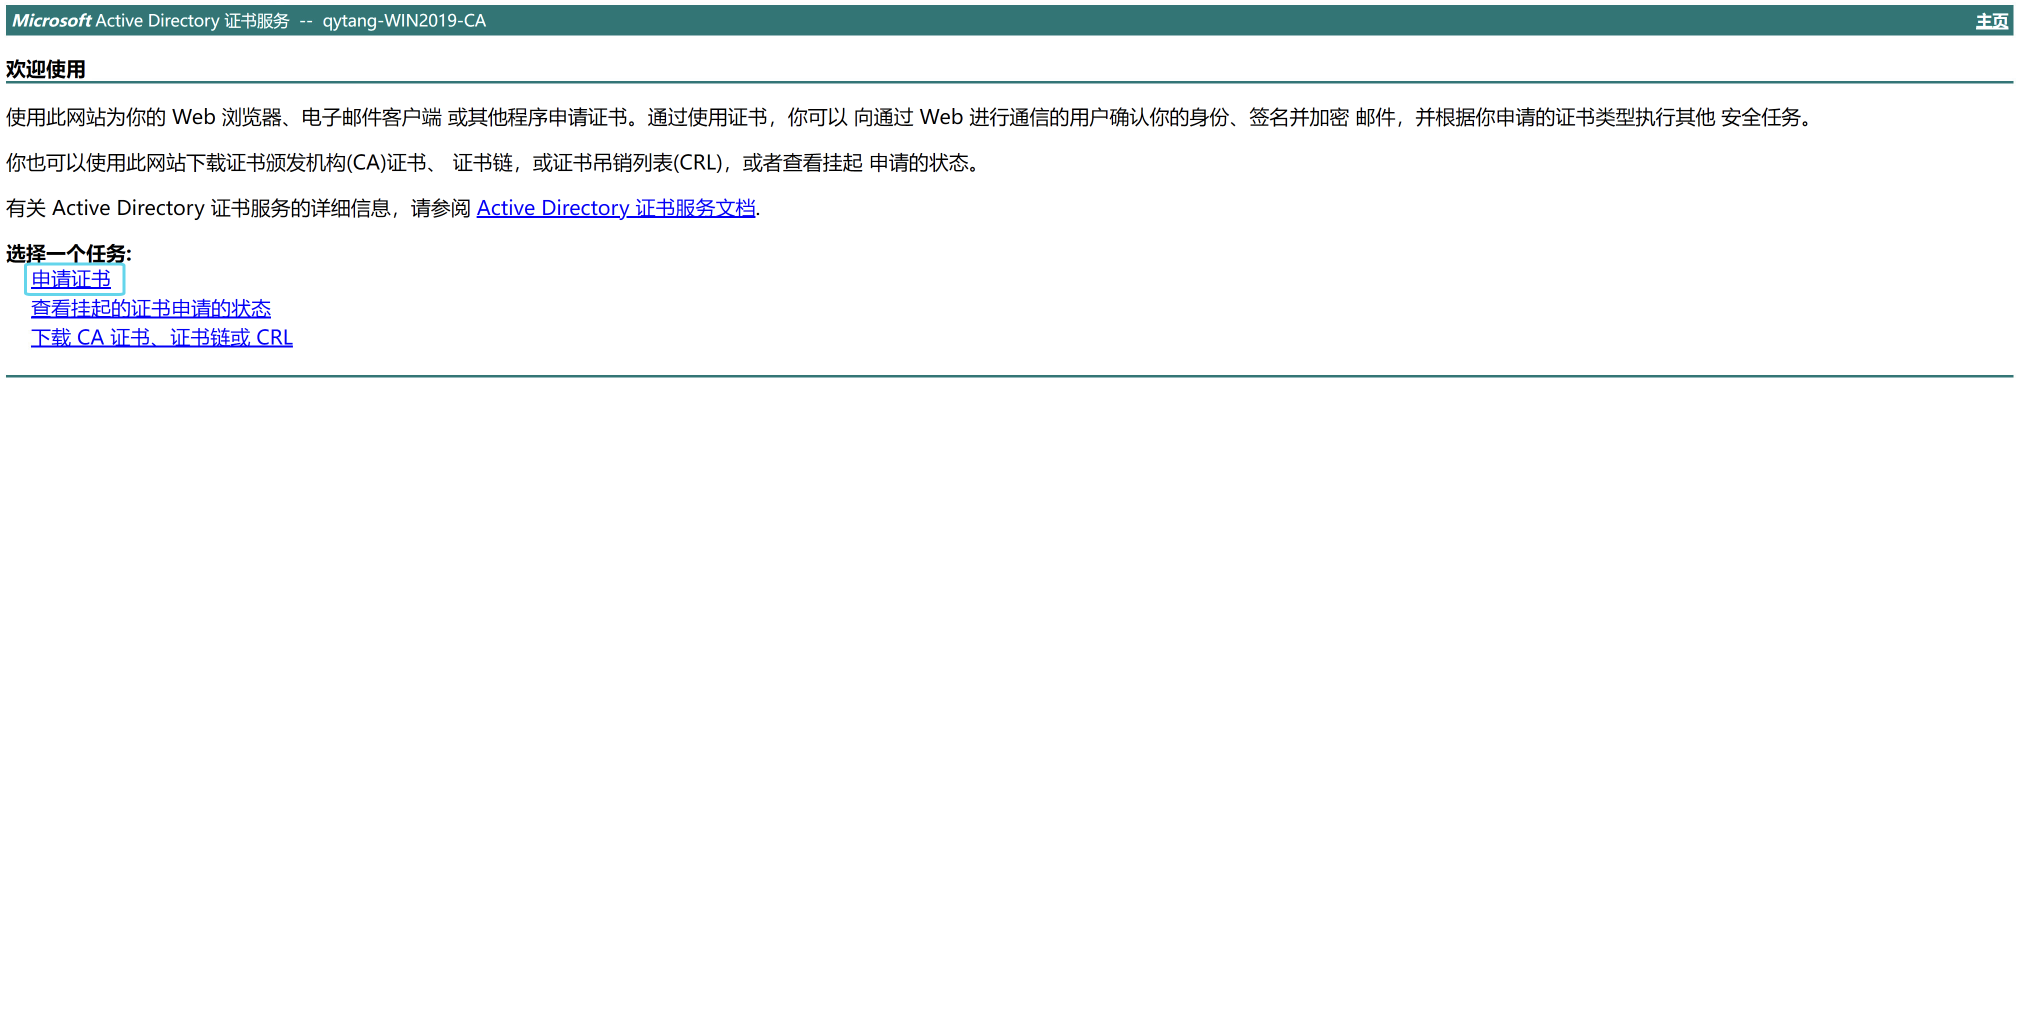 Microsoft Active Directory 证书服务 -- qytang-WIN2019-CA 主页
欢迎使用
使用此网站为你的 Web 浏览器、电子邮件客户端 或其他程序申请证书。通过使用证书，你可以 向通过 Web 进行通信的用户确认你的身份、签名并加密 邮件，并根据你申请的证书类型执行其他 安全任务。
你也可以使用此网站下载证书颁发机构(CA)证书、 证书链，或证书吊销列表(CRL)，或者查看挂起 申请的状态。
有关 Active Directory 证书服务的详细信息，请参阅 Active Directory 证书服务文档.
选择一个任务:
申请证书
查看挂起的证书申请的状态
下载 CA 证书、证书链或 CRL